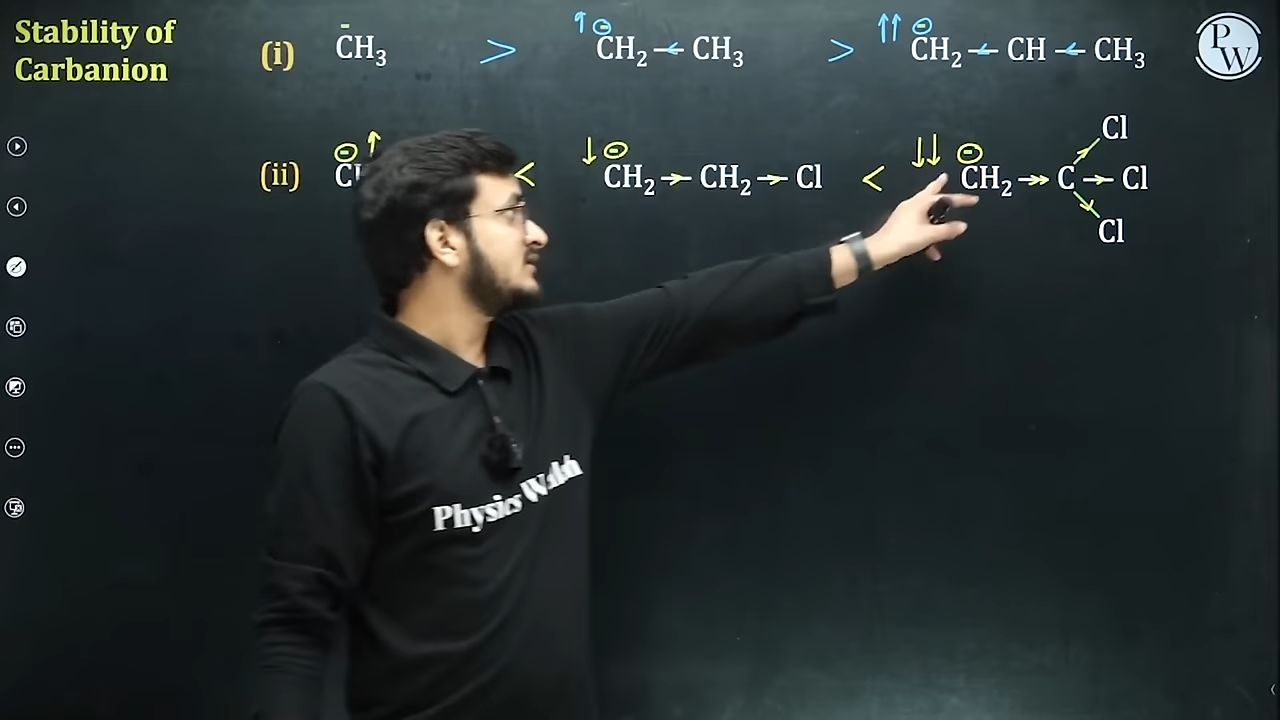 Stability of
Carbanion
(i) C̄H₃ > ↑ ⊖ CH₂ ← CH₃ > ↑↑ ⊖ CH₂ ← CH ← CH₃
(ii) ⊖ ↑ < ↓ ⊖ CH₂ → CH₂ → Cl < ↓↓ ⊖ CH₂ →→ C → Cl
Cl
Cl
PW
Physics Wallah